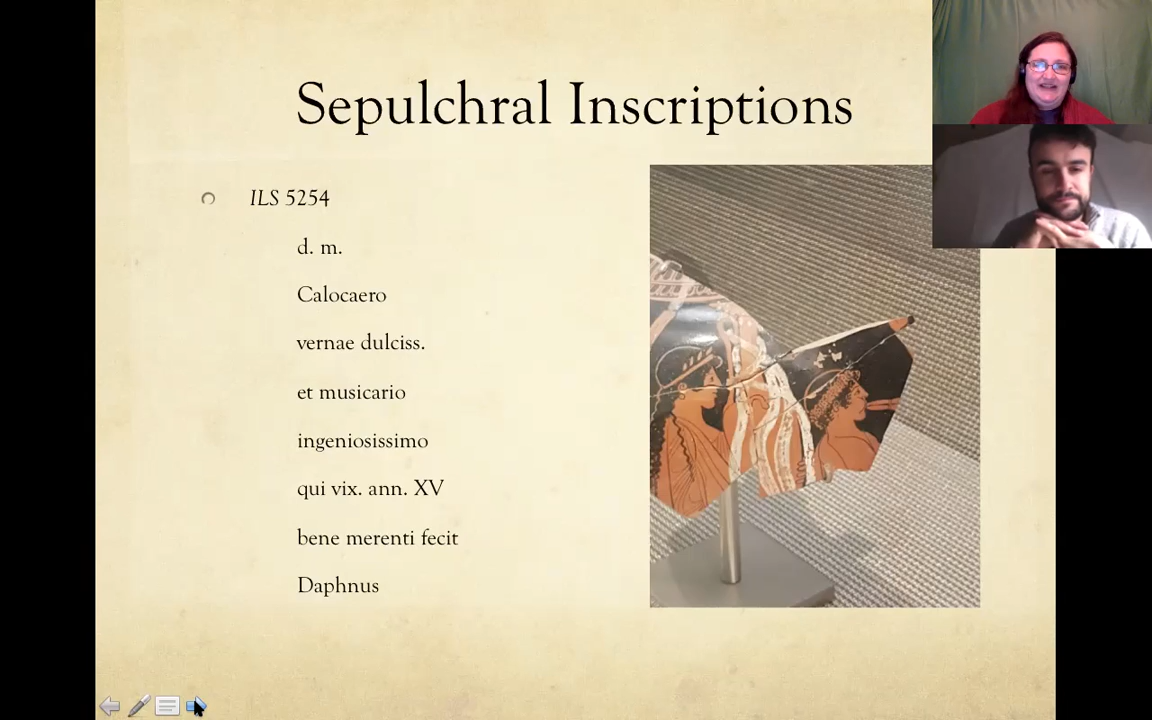 Sepulchral Inscriptions
ILS 5254
d. m.
Calocaero
vernae dulciss.
et musicario
ingeniosissimo
qui vix. ann. XV
bene merenti fecit
Daphnus